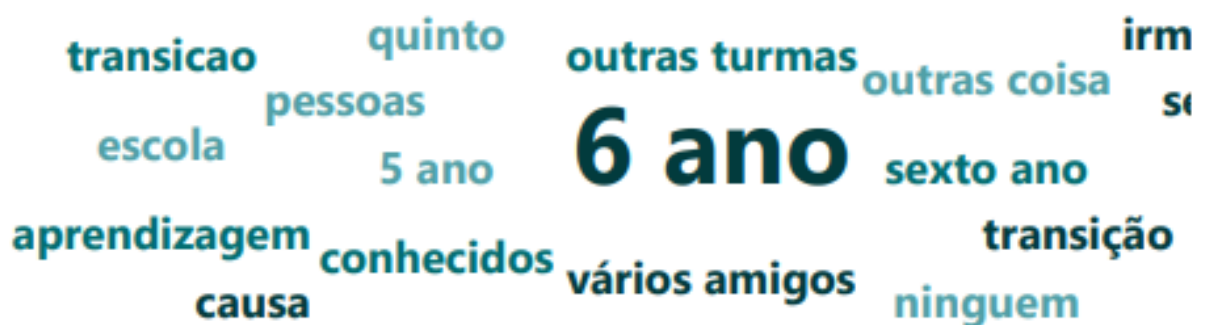 quinto
irm
transicao
outras turmas
outras coisa
pessoas
6 ano
escola
5 ano
sexto ano
aprendizagem
transição
conhecidos
vários amigos
causa
ninguem